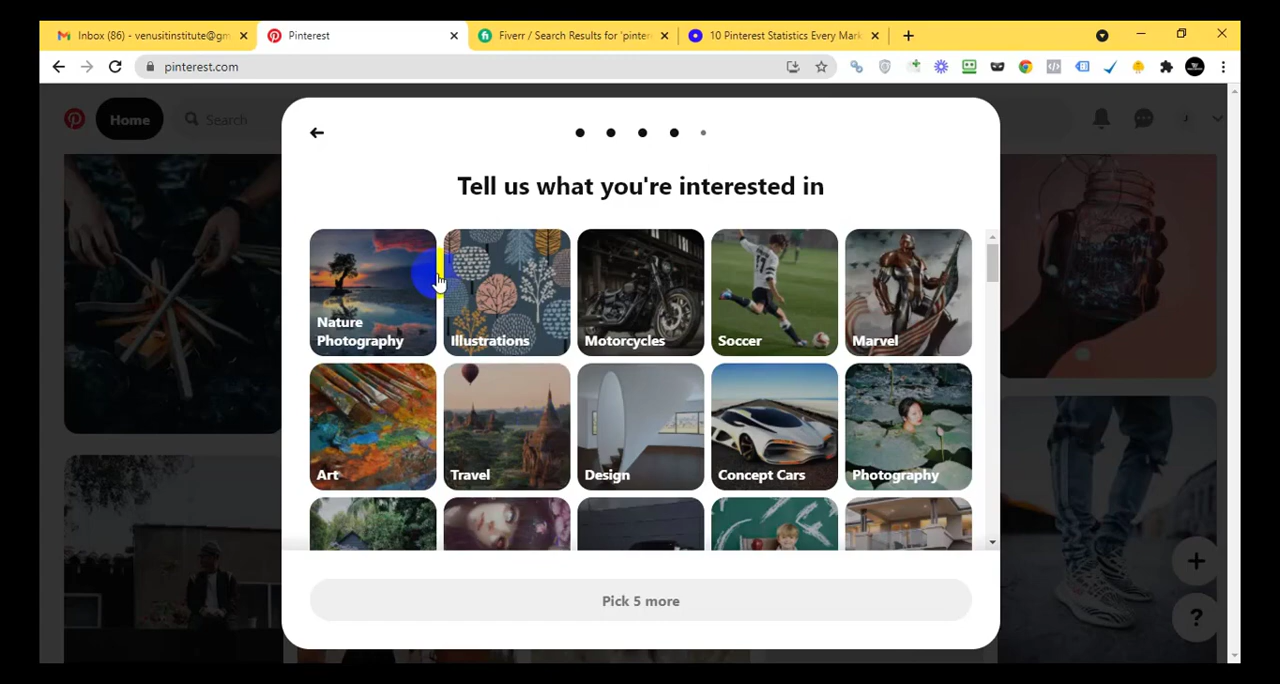 Inbox (86) - venusitinstitute@gm
Pinterest
Fiverr / Search Results for 'pinter
10 Pinterest Statistics Every Mark
pinterest.com
Home
Search
J
Tell us what you're interested in
Nature
Photography
Illustrations
Motorcycles
Soccer
Marvel
Art
Travel
Design
Concept Cars
Photography
Pick 5 more
?